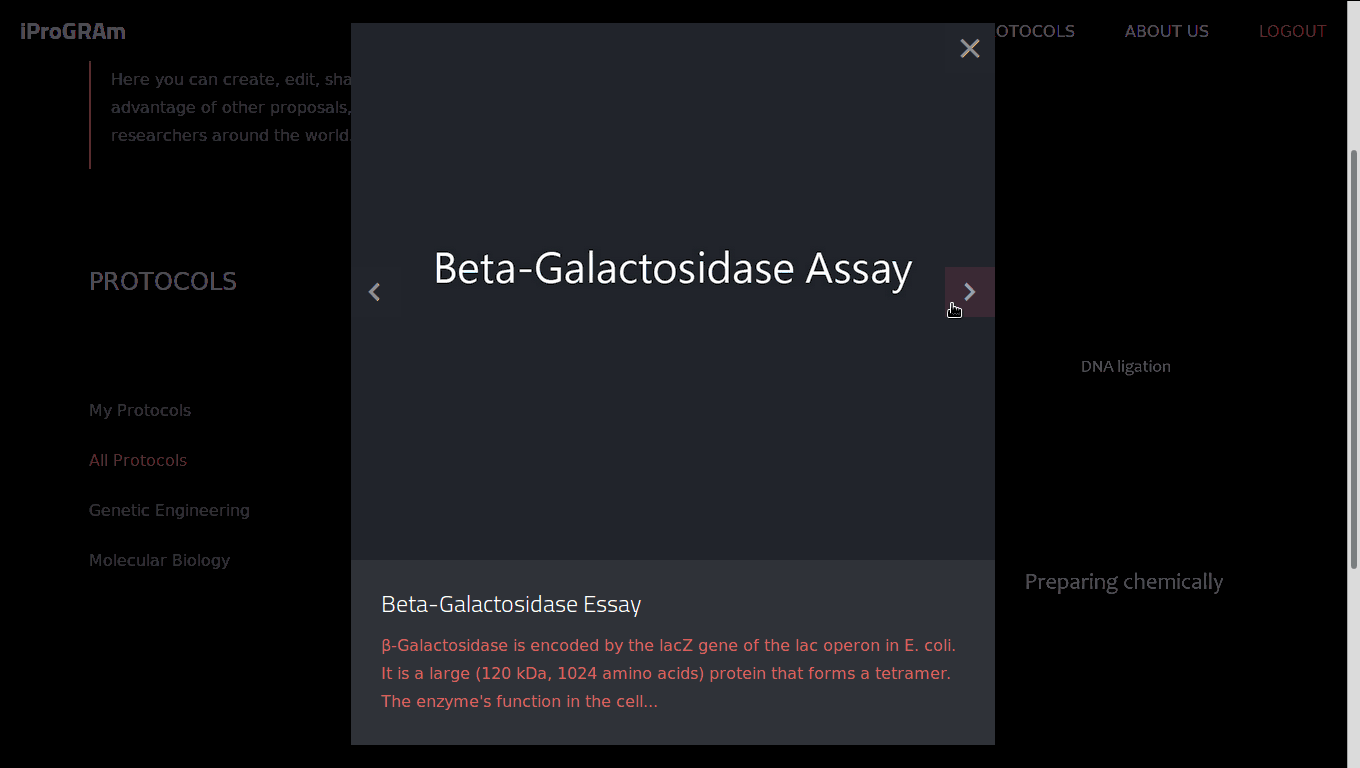 iProGRAm
OTOCOLS
ABOUT US
LOGOUT
Here you can create, edit, sha
advantage of other proposals,
researchers around the world.
PROTOCOLS
My Protocols
All Protocols
Genetic Engineering
Molecular Biology
Beta-Galactosidase Assay
DNA ligation
Preparing chemically
Beta-Galactosidase Essay
β-Galactosidase is encoded by the lacZ gene of the lac operon in E. coli.
It is a large (120 kDa, 1024 amino acids) protein that forms a tetramer.
The enzyme's function in the cell...